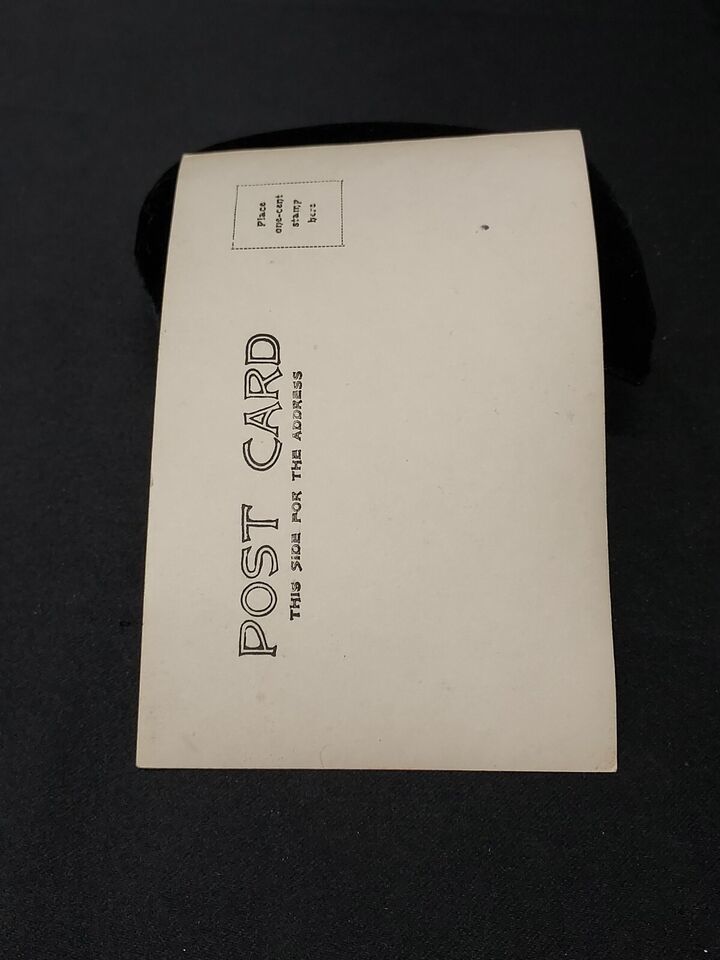 Place
one-cent
stamp
here
POST CARD
THIS SIDE FOR THE ADDRESS